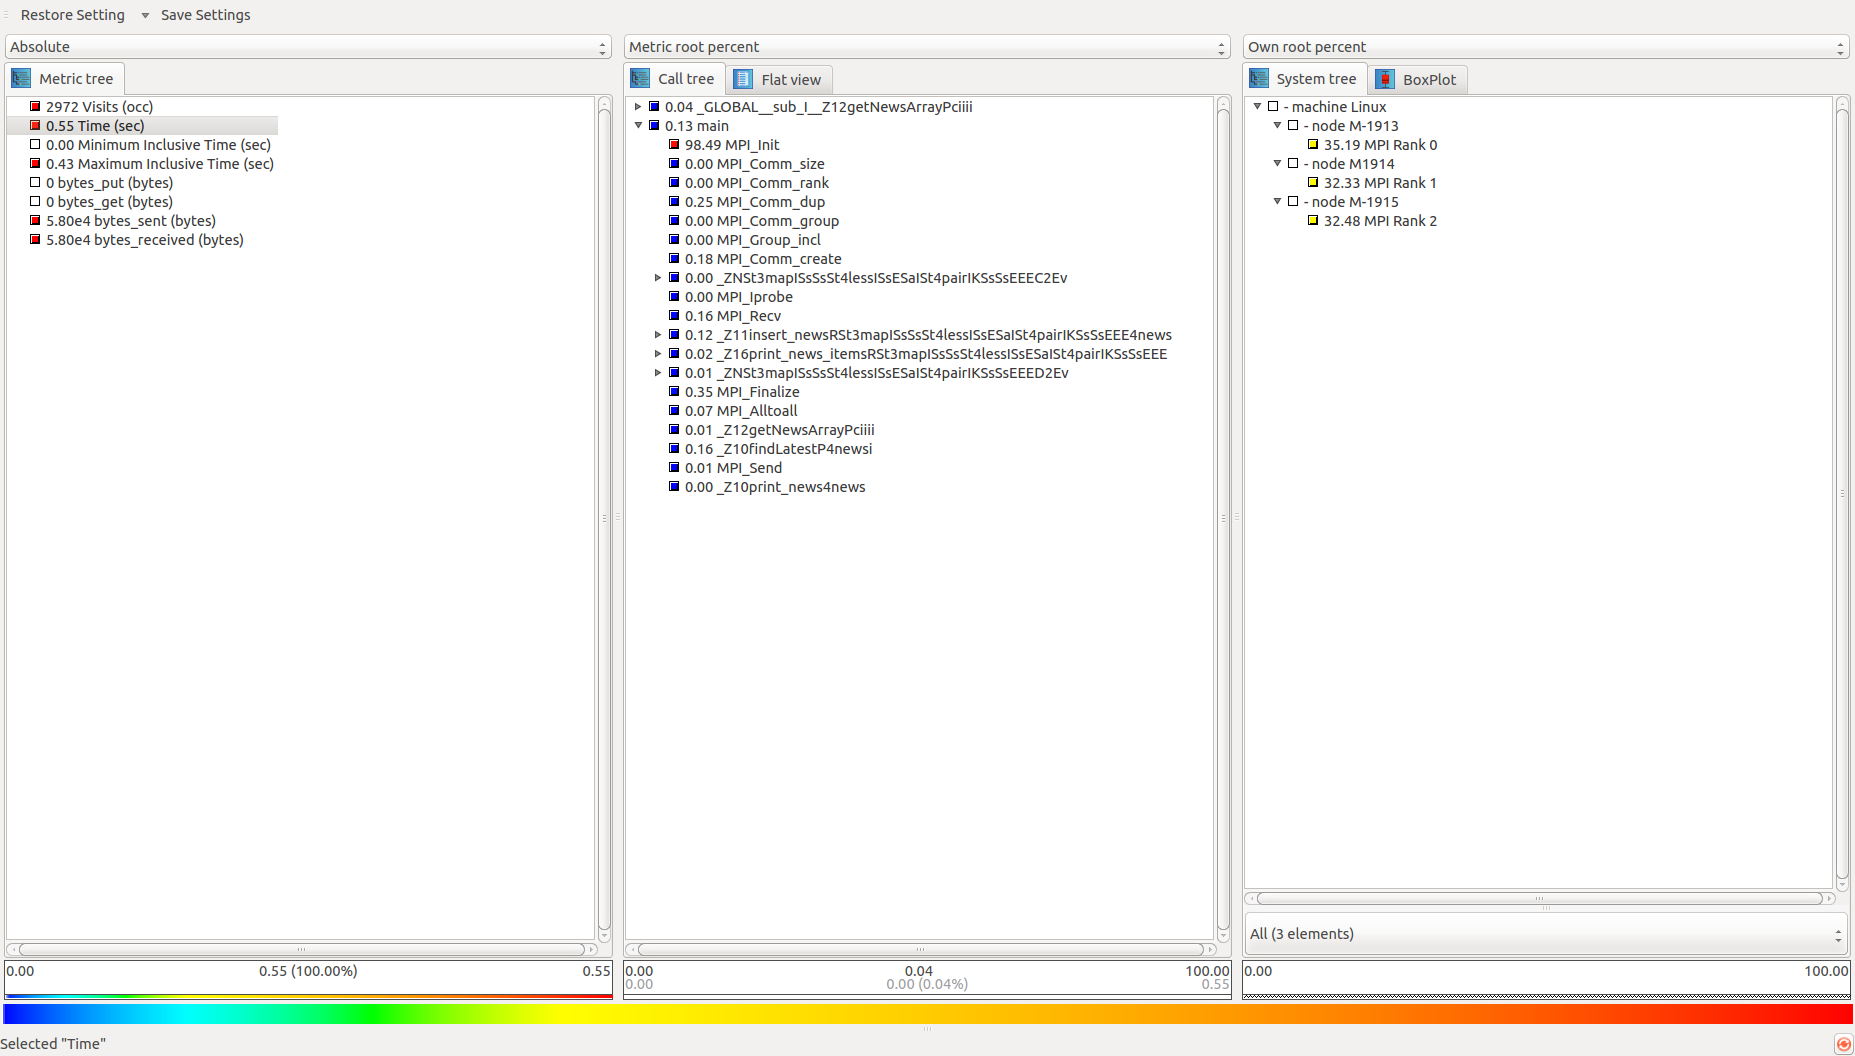 Restore Setting Save Settings
Absolute
Metric tree
2972 Visits (occ)
0.55 Time (sec)
0.00 Minimum Inclusive Time (sec)
0.43 Maximum Inclusive Time (sec)
0 bytes_put (bytes)
0 bytes_get (bytes)
5.80e4 bytes_sent (bytes)
5.80e4 bytes_received (bytes)
0.00 0.55 (100.00%) 0.55
Metric root percent
Call tree Flat view
0.04 _GLOBAL__sub_I__Z12getNewsArrayPciiii
0.13 main
98.49 MPI_Init
0.00 MPI_Comm_size
0.00 MPI_Comm_rank
0.25 MPI_Comm_dup
0.00 MPI_Comm_group
0.00 MPI_Group_incl
0.18 MPI_Comm_create
0.00 _ZNSt3mapISsSsSt4lessISsESaISt4pairIKSsSsEEEC2Ev
0.00 MPI_Iprobe
0.16 MPI_Recv
0.12 _Z11insert_newsRSt3mapISsSsSt4lessISsESaISt4pairIKSsSsEEE4news
0.02 _Z16print_news_itemsRSt3mapISsSsSt4lessISsESaISt4pairIKSsSsEEE
0.01 _ZNSt3mapISsSsSt4lessISsESaISt4pairIKSsSsEEED2Ev
0.35 MPI_Finalize
0.07 MPI_Alltoall
0.01 _Z12getNewsArrayPciiii
0.16 _Z10findLatestP4newsi
0.01 MPI_Send
0.00 _Z10print_news4news
0.00 0.04 100.00
0.00 0.00 (0.04%) 0.55
Own root percent
System tree BoxPlot
- machine Linux
- node M-1913
35.19 MPI Rank 0
- node M1914
32.33 MPI Rank 1
- node M-1915
32.48 MPI Rank 2
All (3 elements)
0.00 100.00
Selected "Time"